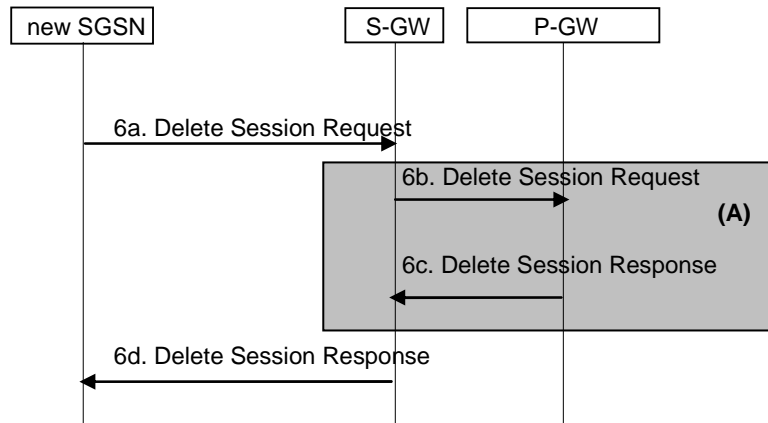 new SGSN
S-GW
P-GW
6a. Delete Session Request
6b. Delete Session Request
(A)
6c. Delete Session Response
6d. Delete Session Response